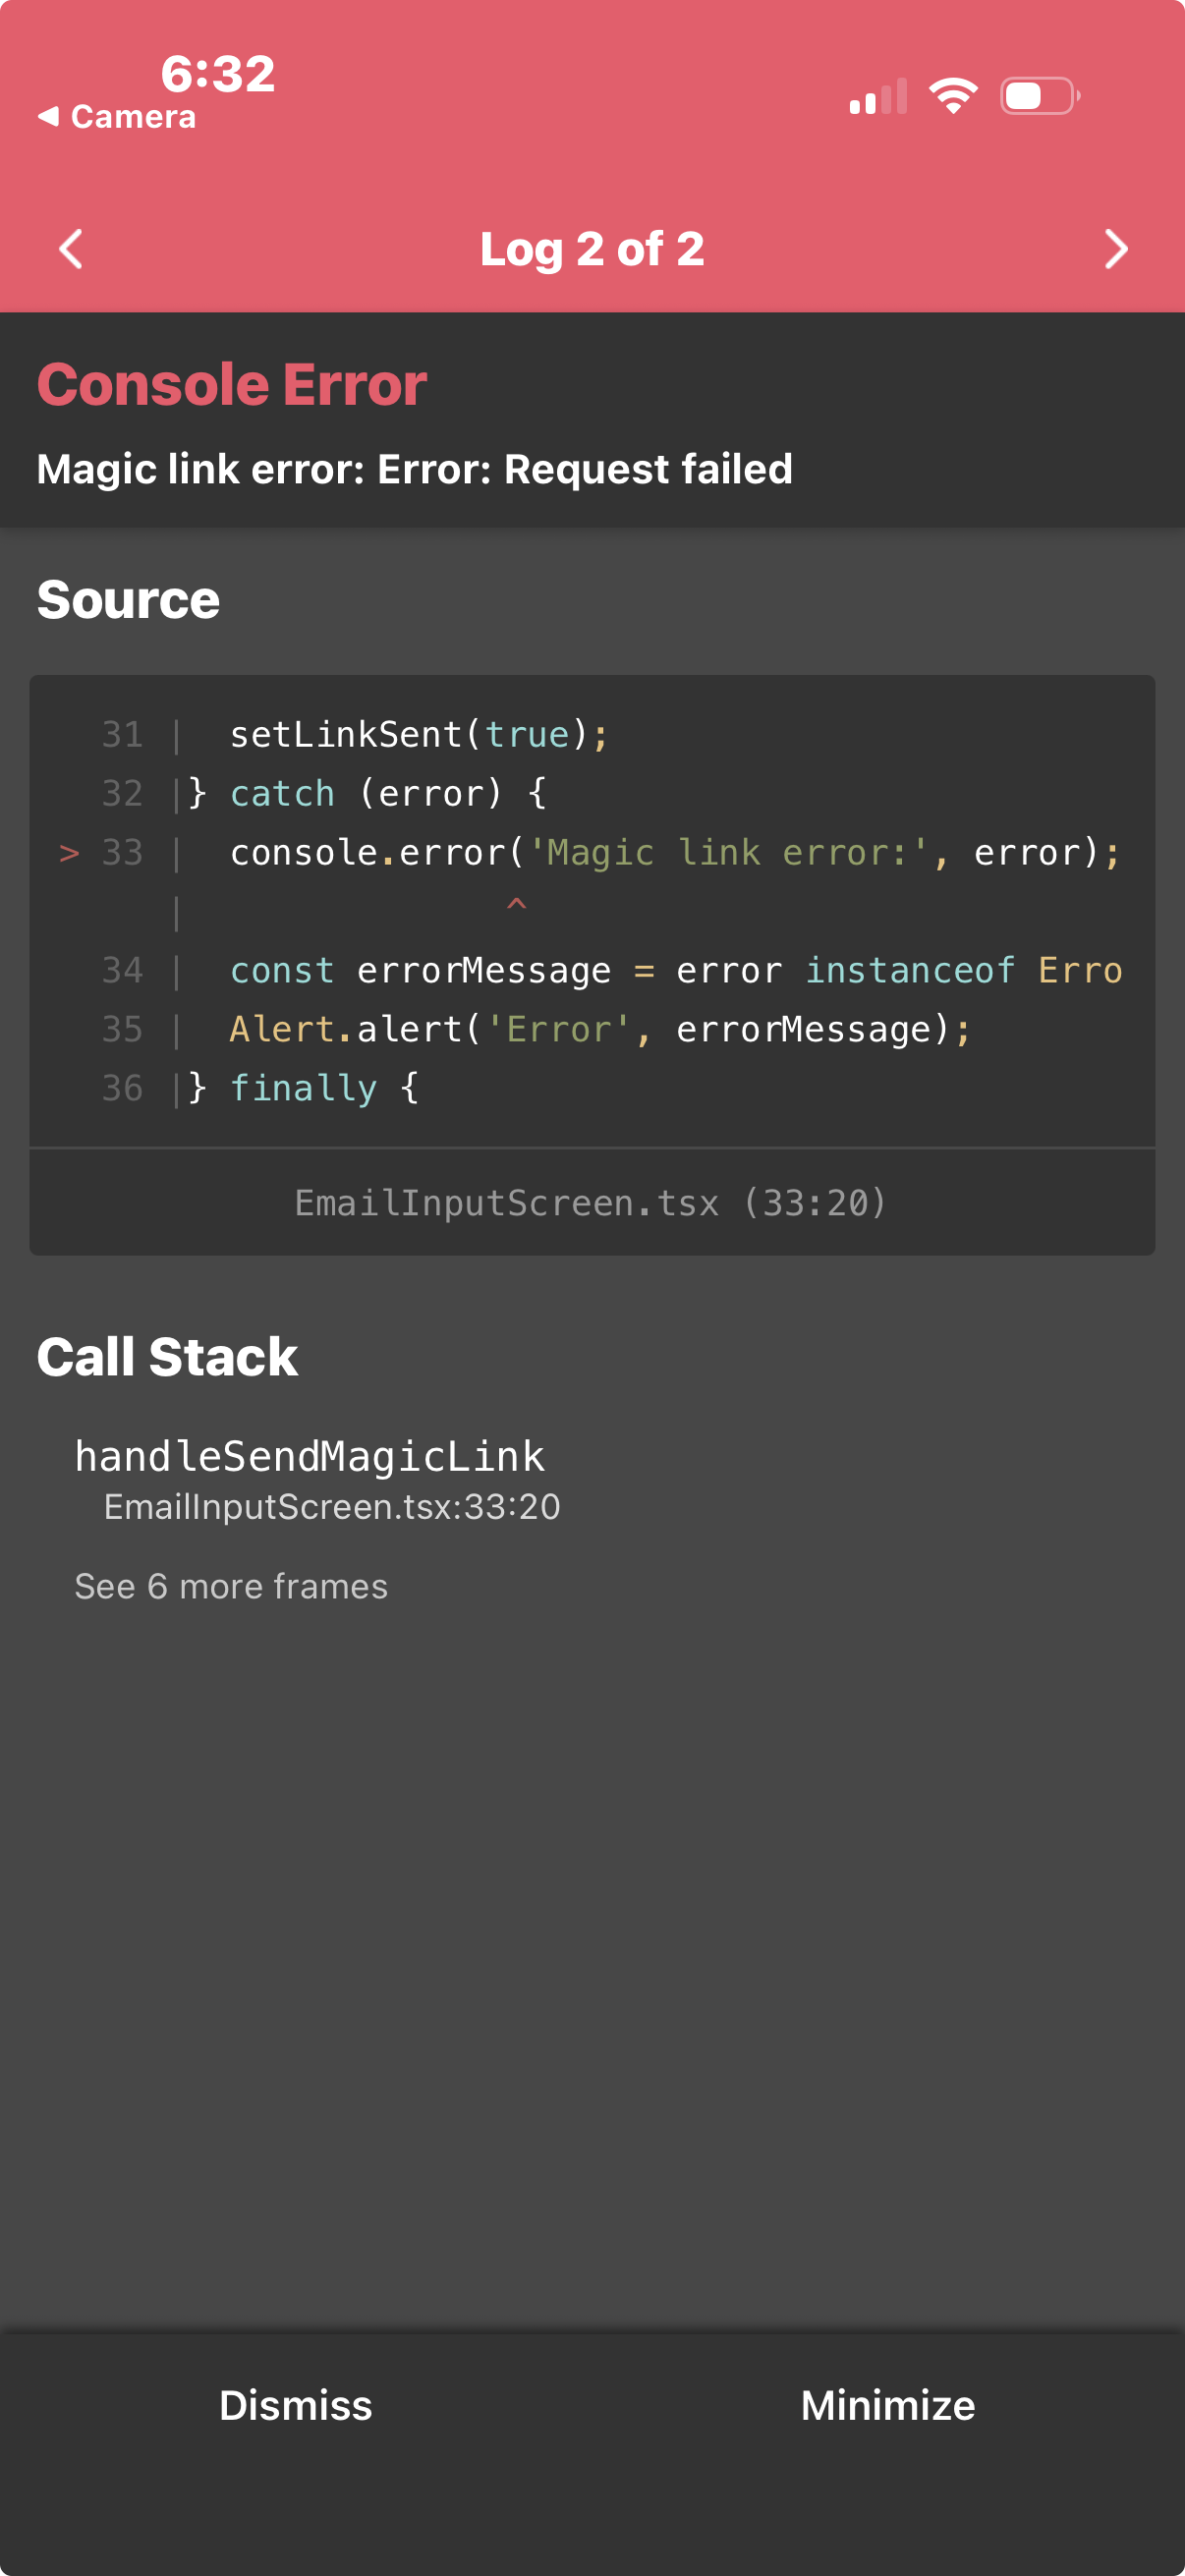 6:32
◀ Camera
Log 2 of 2
Console Error
Magic link error: Error: Request failed
Source
31 |   setLinkSent(true);
32 | } catch (error) {
> 33 |   console.error('Magic link error:', error);
|                ^
34 |   const errorMessage = error instanceof Erro
35 |   Alert.alert('Error', errorMessage);
36 | } finally {
EmailInputScreen.tsx (33:20)
Call Stack
handleSendMagicLink
EmailInputScreen.tsx:33:20
See 6 more frames
Dismiss
Minimize